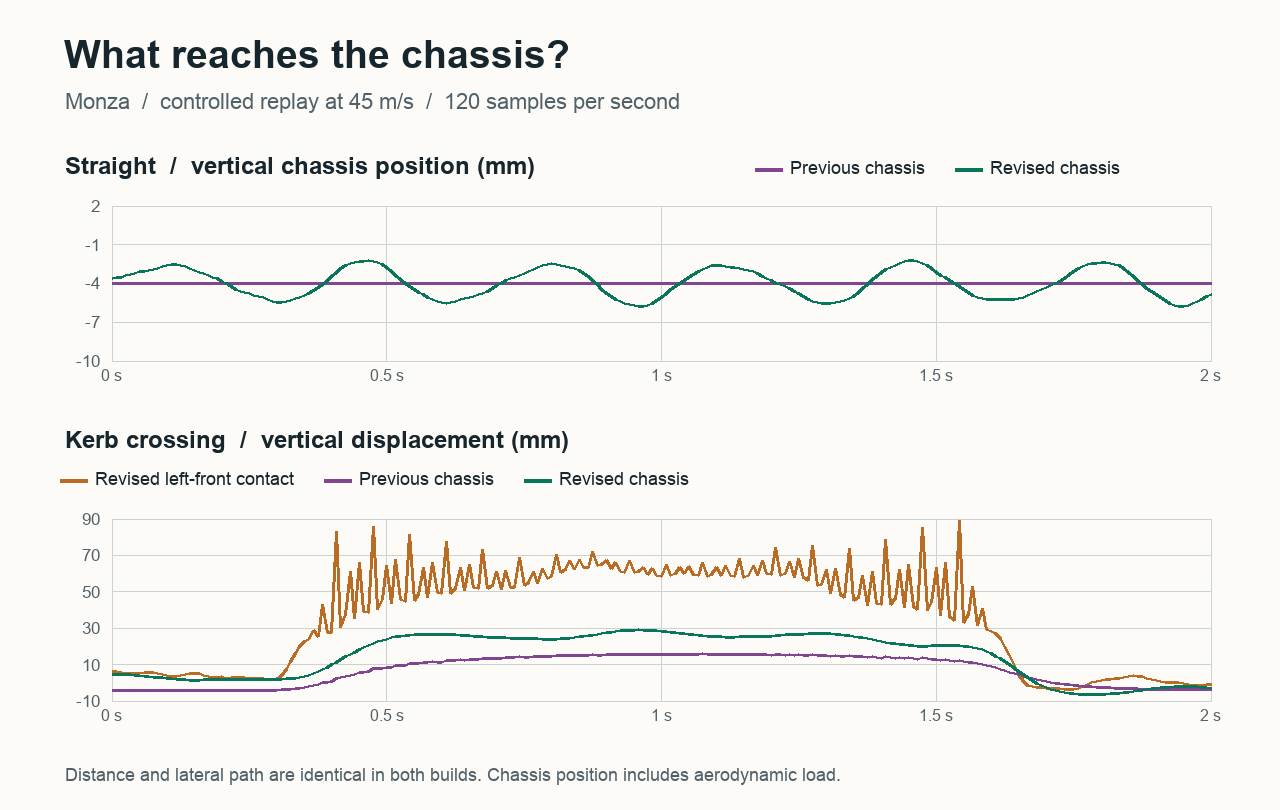 What reaches the chassis?
Monza / controlled replay at 45 m/s / 120 samples per second
Straight / vertical chassis position (mm)
Previous chassis
Revised chassis
2
-1
-4
-7
-10
0 s
0.5 s
1 s
1.5 s
2 s
Kerb crossing / vertical displacement (mm)
Revised left-front contact
Previous chassis
Revised chassis
90
70
50
30
10
-10
0 s
0.5 s
1 s
1.5 s
2 s
Distance and lateral path are identical in both builds. Chassis position includes aerodynamic load.